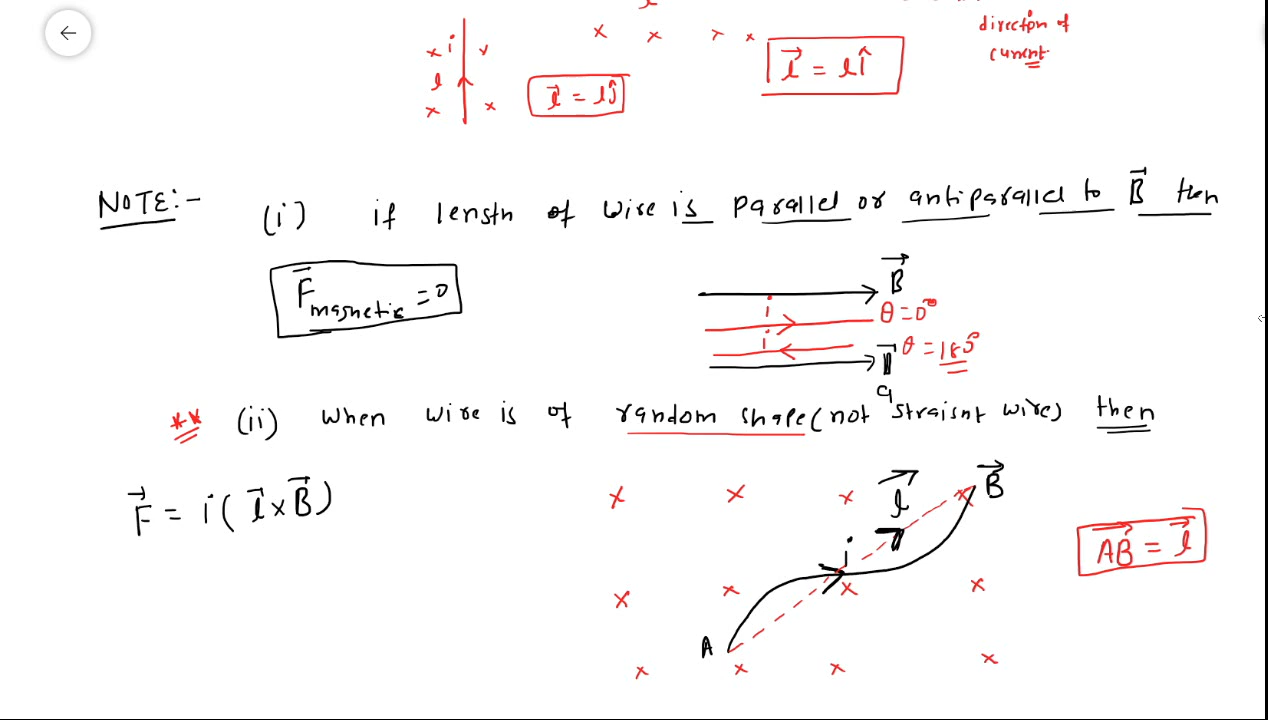 direction of
current
i
l
l⃗ = lĵ
l⃗ = lî
NOTE:-
(i) if length of wire is parallel or antiparallel to B⃗ then
F⃗magnetic = 0
B⃗
i
θ = 0°
i
θ = 180°
** (ii) when wire is of random shape (not a straight wire) then
F⃗ = i( l⃗ × B⃗ )
l⃗
B⃗
i
A
AB⃗ = l⃗